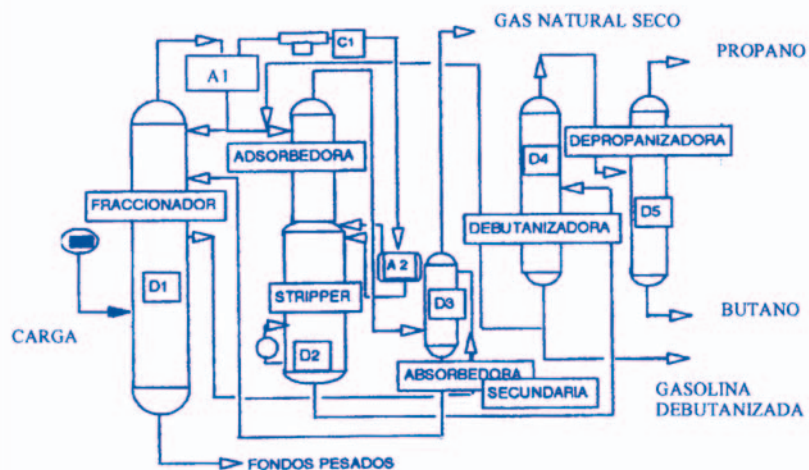 GAS NATURAL SECO
PROPANO
C1
A1
ADSORBEDORA
D4
DEPROPANIZADORA
FRACCIONADOR
D5
DEBUTANIZADORA
A2
D1
STRIPPER
D3
CARGA
BUTANO
D2
ABSORBEDORA
SECUNDARIA
GASOLINA
DEBUTANIZADA
FONDOS PESADOS